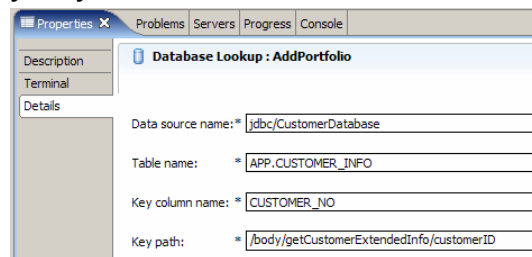 Properties Problems Servers Progress Console
Description
Terminal
Details
Database Lookup : AddPortfolio
Data source name:* jdbc/CustomerDatabase
Table name: * APP.CUSTOMER_INFO
Key column name: * CUSTOMER_NO
Key path: * /body/getCustomerExtendedInfo/customerID